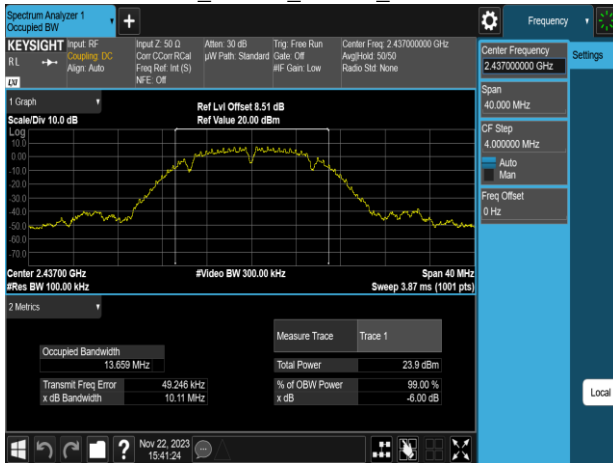 Spectrum Analyzer 1
Occupied BW
Frequency
KEYSIGHT
Input: RF
Coupling: DC
Align: Auto
Input Z: 50 Ω
Corr CCorr RCal
Freq Ref: Int (S)
NFE: Off
Atten: 30 dB
µW Path: Standard
Trig: Free Run
Gate: Off
#IF Gain: Low
Center Freq: 2.437000000 GHz
Avg|Hold: 50/50
Radio Std: None
R L
LXI
Center Frequency
2.437000000 GHz
Settings
Span
40.000 MHz
CF Step
4.000000 MHz
Auto
Man
Freq Offset
0 Hz
Local
1 Graph
Scale/Div 10.0 dB
Ref Lvl Offset 8.51 dB
Ref Value 20.00 dBm
Log
10.0
0.00
-10.0
-20.0
-30.0
-40.0
-50.0
-60.0
-70.0
Center 2.43700 GHz
#Video BW 300.00 kHz
Span 40 MHz
#Res BW 100.00 kHz
Sweep 3.87 ms (1001 pts)
2 Metrics
Measure Trace
Trace 1
Occupied Bandwidth
13.659 MHz
Total Power
23.9 dBm
Transmit Freq Error
49.246 kHz
% of OBW Power
99.00 %
x dB Bandwidth
10.11 MHz
x dB
-6.00 dB
Nov 22, 2023
15:41:24